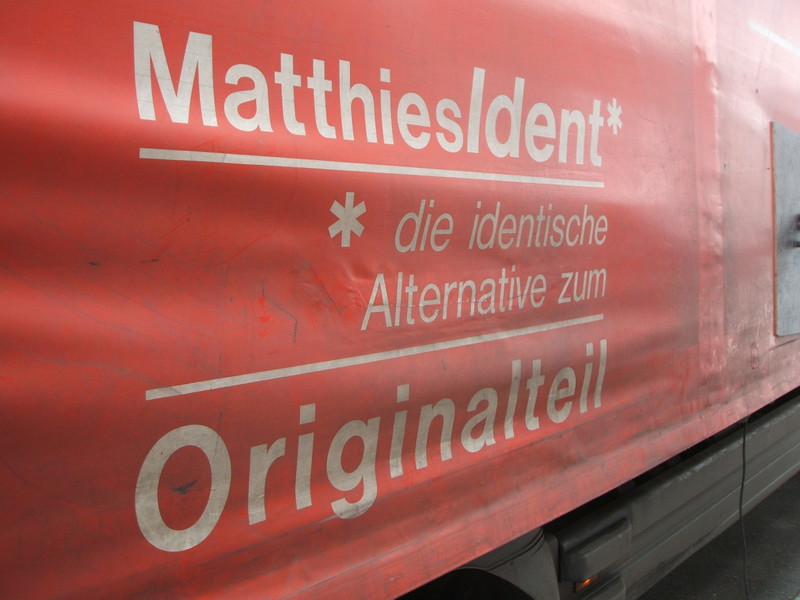 MatthiesIdent*
* die identische
Alternative zum
Originalteil